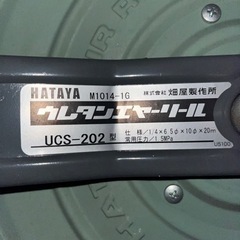 HATAYA M1014-1G 株式会社 畑屋製作所
ウレタンエヤーリール
UCS-202 型
仕様/1/4×6.5φ×10φ×20m
常用圧力/1.5MPa
US100